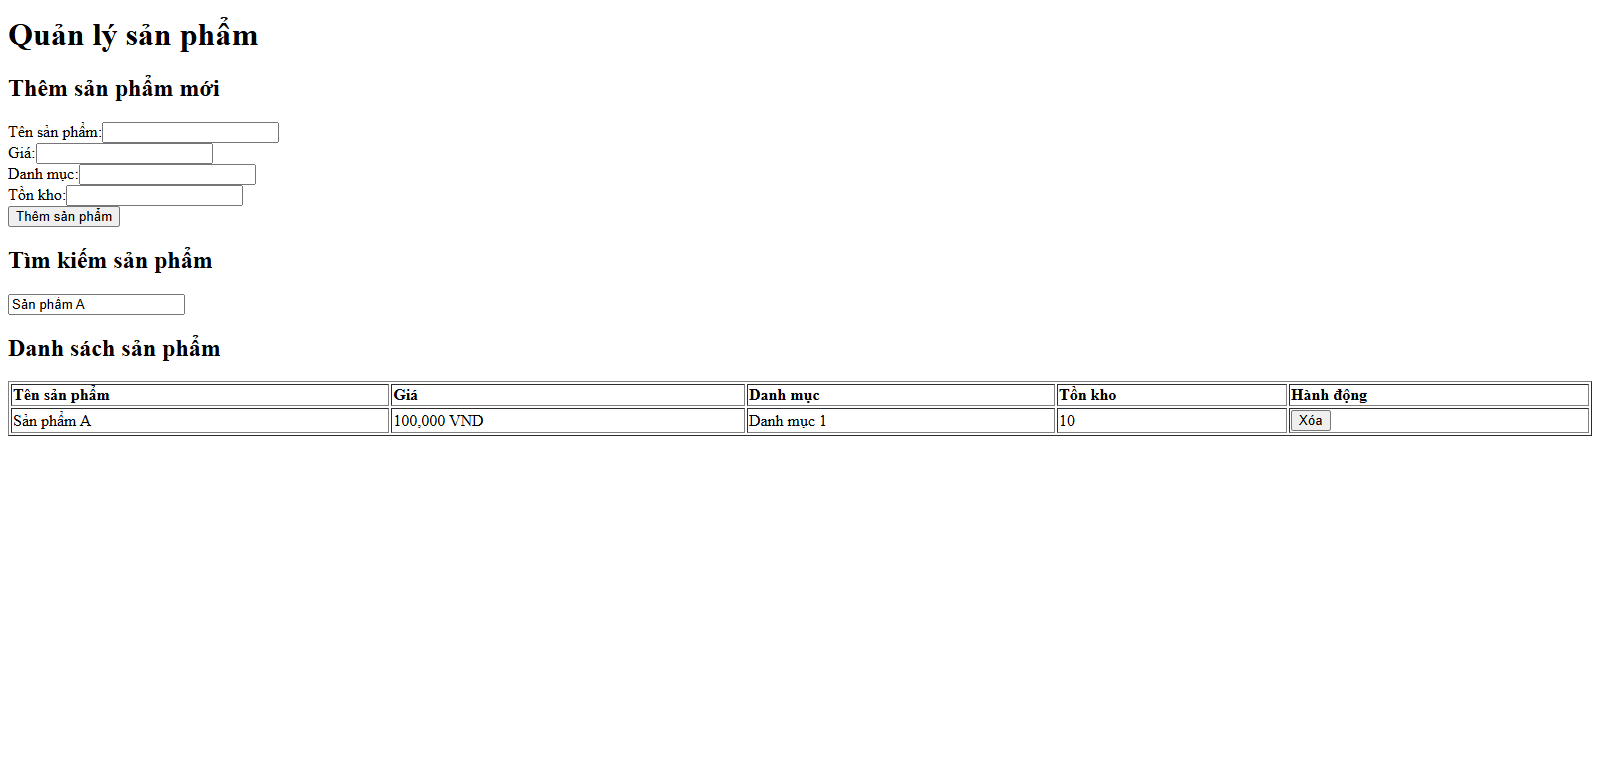 Quản lý sản phẩm
Thêm sản phẩm mới
Tên sản phẩm:
Giá:
Danh mục:
Tồn kho:
Thêm sản phẩm
Tìm kiếm sản phẩm
Sản phẩm A
Danh sách sản phẩm
Tên sản phẩm Giá Danh mục Tồn kho Hành động
Sản phẩm A 100,000 VND Danh mục 1 10 Xóa